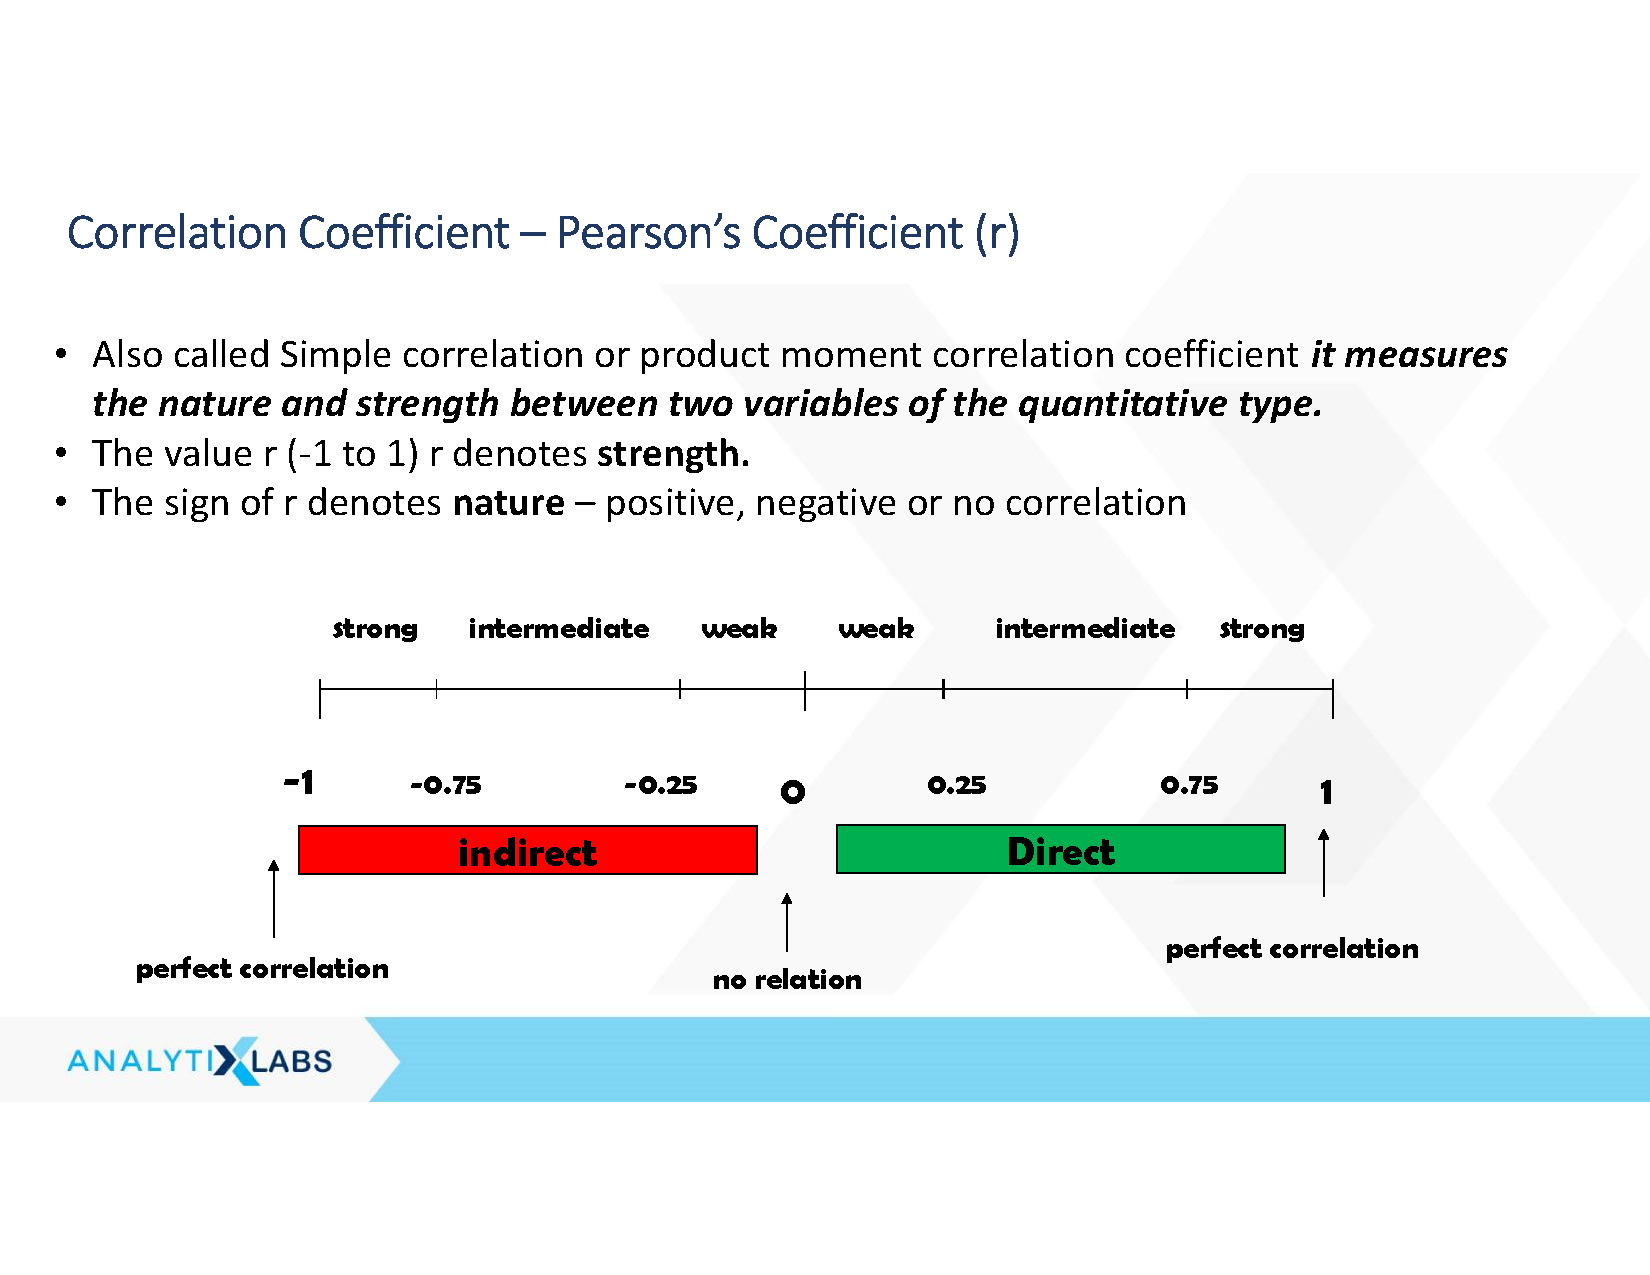 Correlation Coefficient – Pearson’s Coefficient (r)
• Also called Simple correlation or product moment correlation coefficient it measures
the nature and strength between two variables of the quantitative type.
• The value r (-1 to 1) r denotes strength.
• The sign of r denotes nature – positive, negative or no correlation
strong intermediate weak weak intermediate strong
-1 -0.75 -0.25 0 0.25 0.75 1
indirect Direct
perfect correlation no relation perfect correlation
ANALYTIXLABS